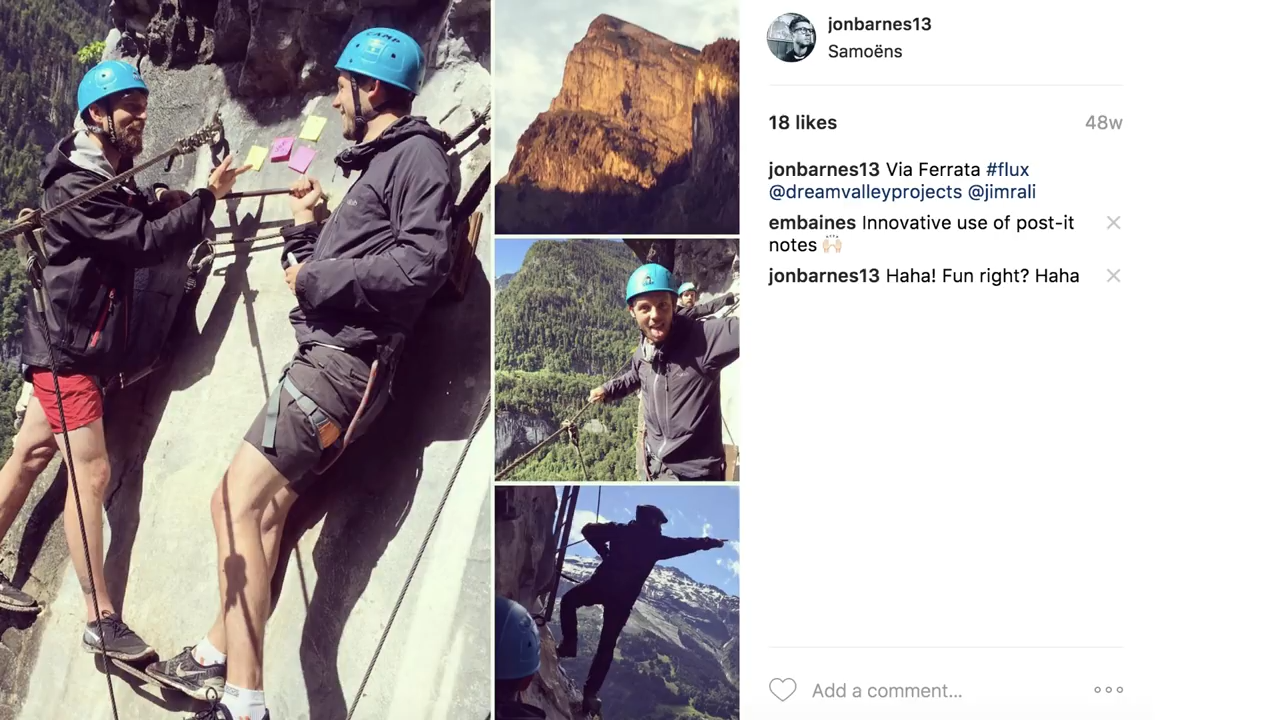 CAMP
jonbarnes13
Samoëns
18 likes
48w
jonbarnes13 Via Ferrata #flux
@dreamvalleyprojects @jimrali
embaines Innovative use of post-it
notes 🙌🏻
jonbarnes13 Haha! Fun right? Haha
Add a comment...